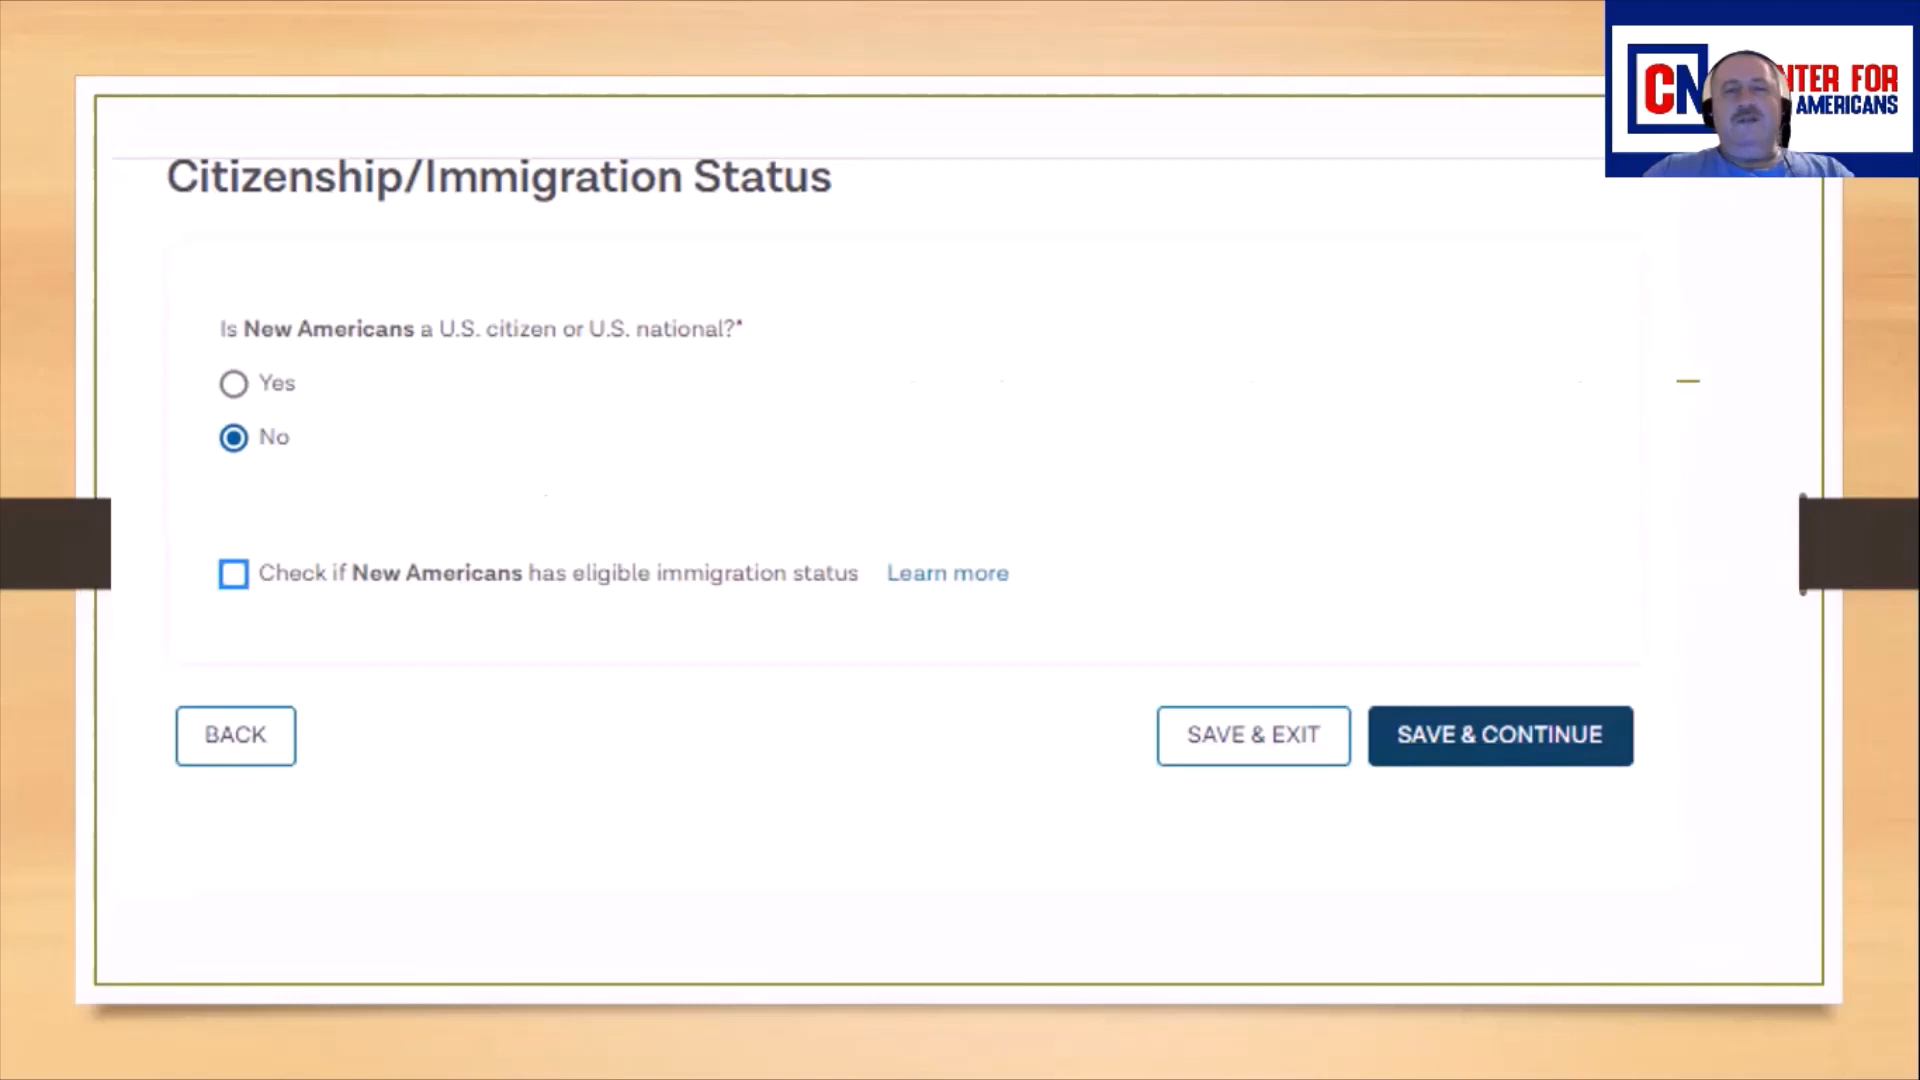 CN
NTER FOR
AMERICANS
Citizenship/Immigration Status
Is New Americans a U.S. citizen or U.S. national?*
Yes
No
Check if New Americans has eligible immigration status Learn more
BACK
SAVE & EXIT
SAVE & CONTINUE